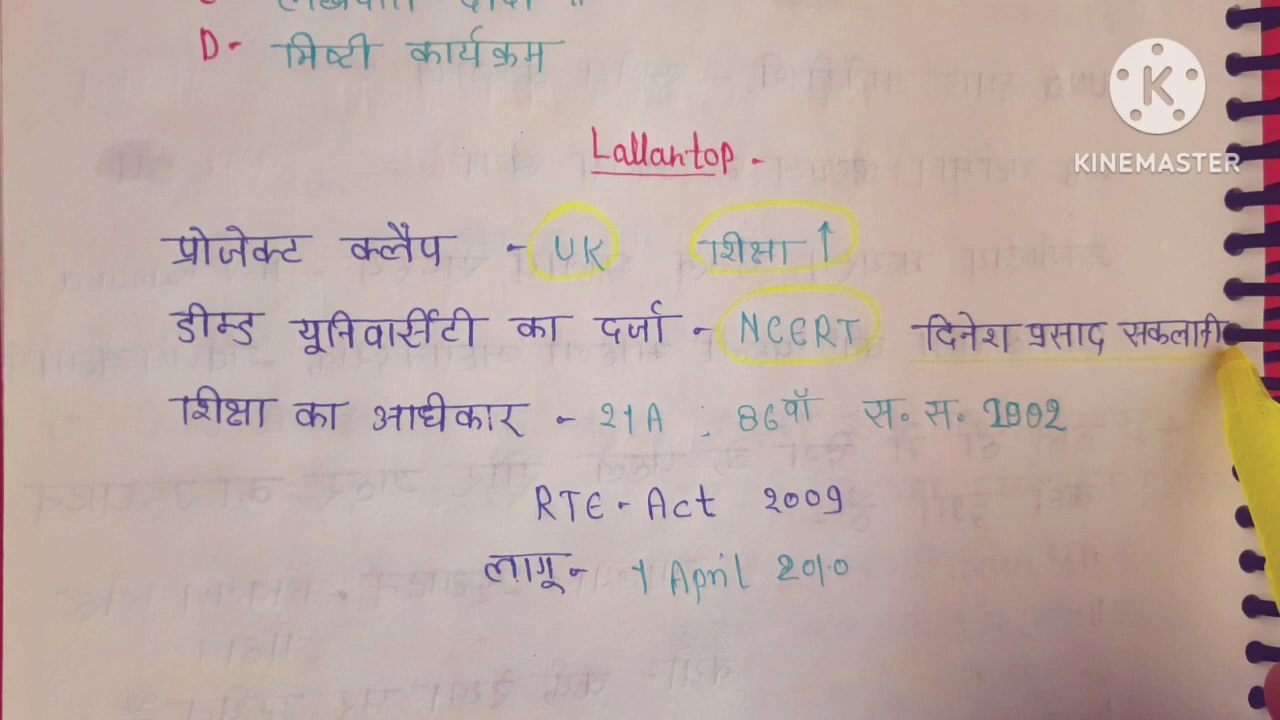 D- मिष्टी कार्यक्रम
K
KINEMASTER
Lallantop -
प्रोजेक्ट क्लैप - UK शिक्षा ↑
डीम्ड यूनिवर्सिटी का दर्जा - NCERT दिनेश प्रसाद सकलानी
शिक्षा का अधिकार - 21A , 86वाँ स. स. 2002
RTE - Act 2009
लागू - 1 April 2010